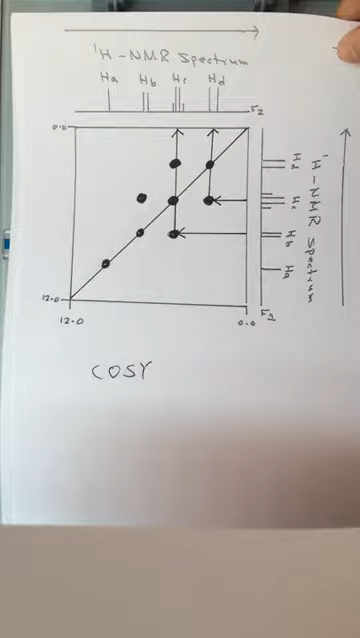 ¹H-NMR Spectrum
Ha Hb Hc Hd
F2
0.0
Hd
Hc
Hb
Ha
¹H-NMR Spectrum
12.0
F1
12.0 0.0
COSY